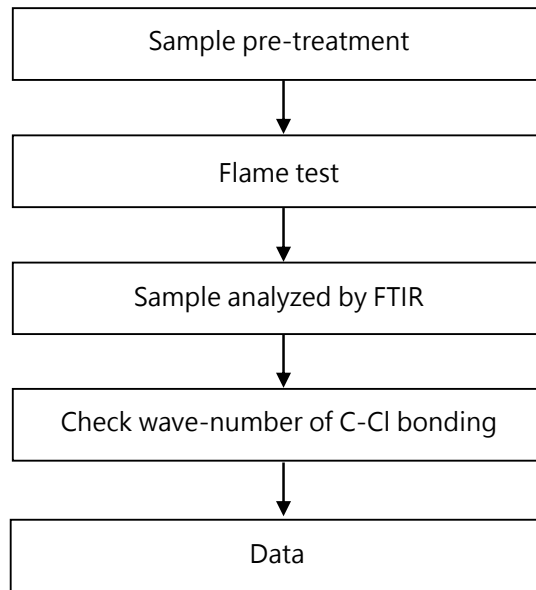 Sample pre-treatment
Flame test
Sample analyzed by FTIR
Check wave-number of C-Cl bonding
Data